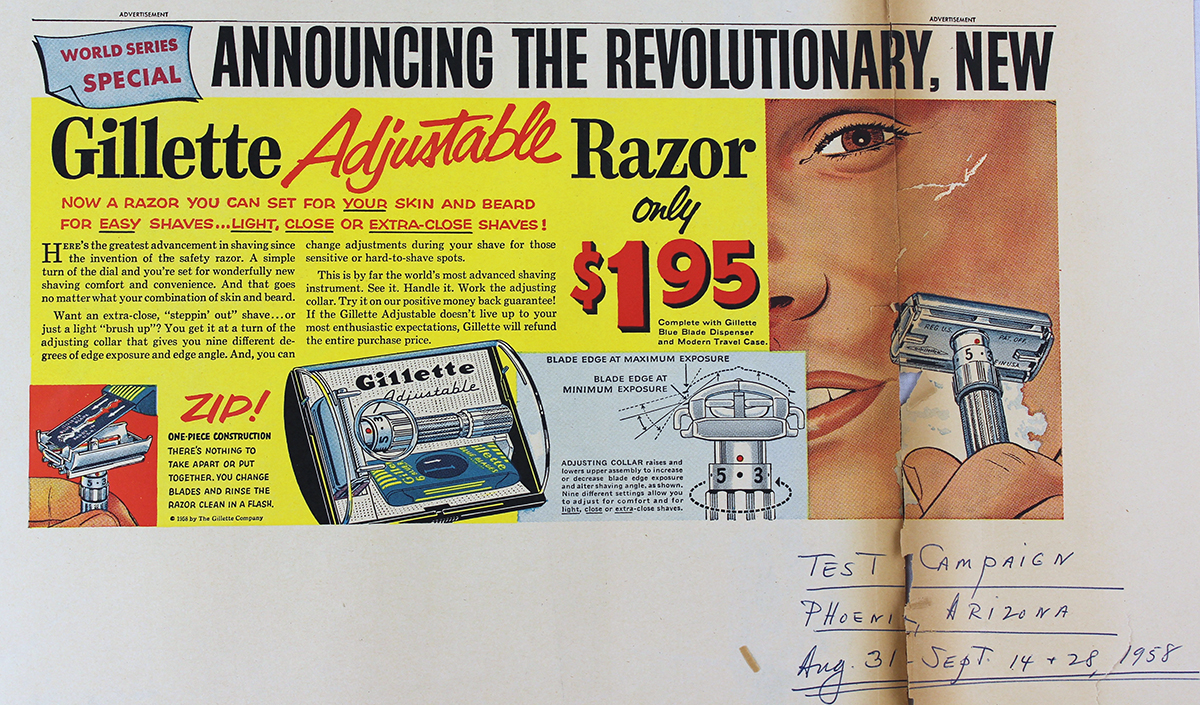 ADVERTISEMENT
ADVERTISEMENT
WORLD SERIES
SPECIAL
ANNOUNCING THE REVOLUTIONARY, NEW
Gillette Adjustable Razor
NOW A RAZOR YOU CAN SET FOR YOUR SKIN AND BEARD
FOR EASY SHAVES...LIGHT, CLOSE OR EXTRA-CLOSE SHAVES!
only
$195
Complete with Gillette
Blue Blade Dispenser
and Modern Travel Case.
HERE'S the greatest advancement in shaving since
the invention of the safety razor. A simple
turn of the dial and you're set for wonderfully new
shaving comfort and convenience. And that goes
no matter what your combination of skin and beard.
Want an extra-close, "steppin' out" shave...or
just a light "brush up"? You get it at a turn of the
adjusting collar that gives you nine different de-
grees of edge exposure and edge angle. And, you can
change adjustments during your shave for those
sensitive or hard-to-shave spots.
This is by far the world's most advanced shaving
instrument. See it. Handle it. Work the adjusting
collar. Try it on our positive money back guarantee!
If the Gillette Adjustable doesn't live up to your
most enthusiastic expectations, Gillette will refund
the entire purchase price.
ZIP!
ONE-PIECE CONSTRUCTION
THERE'S NOTHING TO
TAKE APART OR PUT
TOGETHER. YOU CHANGE
BLADES AND RINSE THE
RAZOR CLEAN IN A FLASH.
© 1958 by The Gillette Company
Gillette
Adjustable
5 3
BLADE EDGE AT MAXIMUM EXPOSURE
BLADE EDGE AT
MINIMUM EXPOSURE
ADJUSTING COLLAR raises and
lowers upper assembly to increase
or decrease blade edge exposure
and alter shaving angle, as shown.
Nine different settings allow you
to adjust for comfort and for
light, close or extra-close shaves.
5 • 3
REG. U.S. PAT. OFF.
IN USA
5
TEST CAMPAIGN
PHOENI, ARIZONA
Aug. 31 - SEPT. 14 + 28, 1958